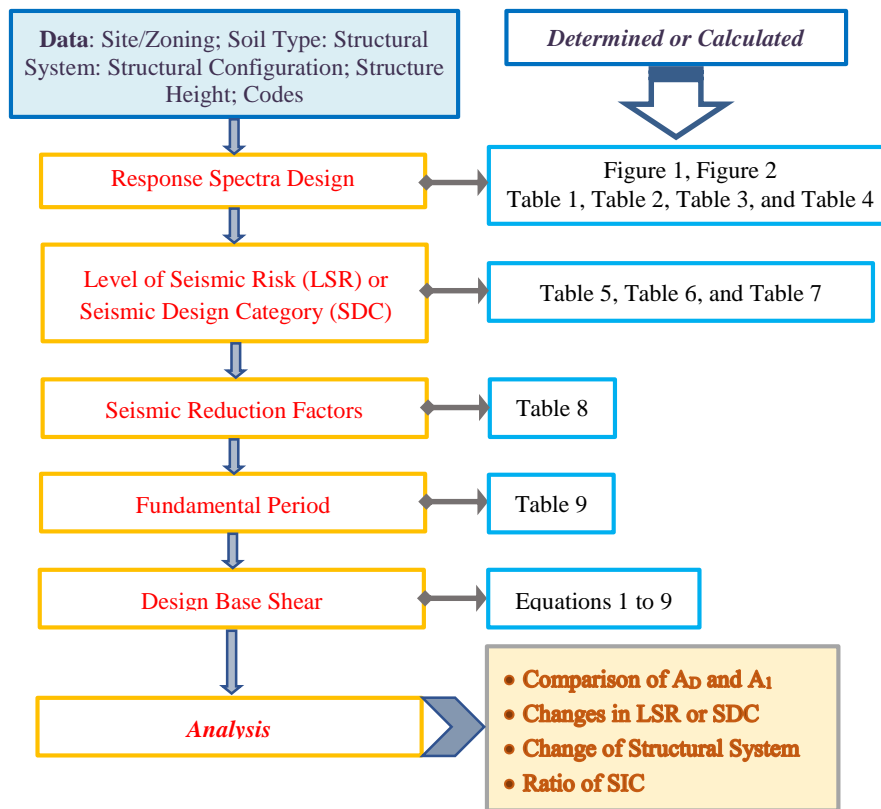 Data: Site/Zoning; Soil Type: Structural
System: Structural Configuration; Structure
Height; Codes
Determined or Calculated
Response Spectra Design
Figure 1, Figure 2
Table 1, Table 2, Table 3, and Table 4
Level of Seismic Risk (LSR) or
Seismic Design Category (SDC)
Table 5, Table 6, and Table 7
Seismic Reduction Factors
Table 8
Fundamental Period
Table 9
Design Base Shear
Equations 1 to 9
Analysis
• Comparison of AD and A1
• Changes in LSR or SDC
• Change of Structural System
• Ratio of SIC